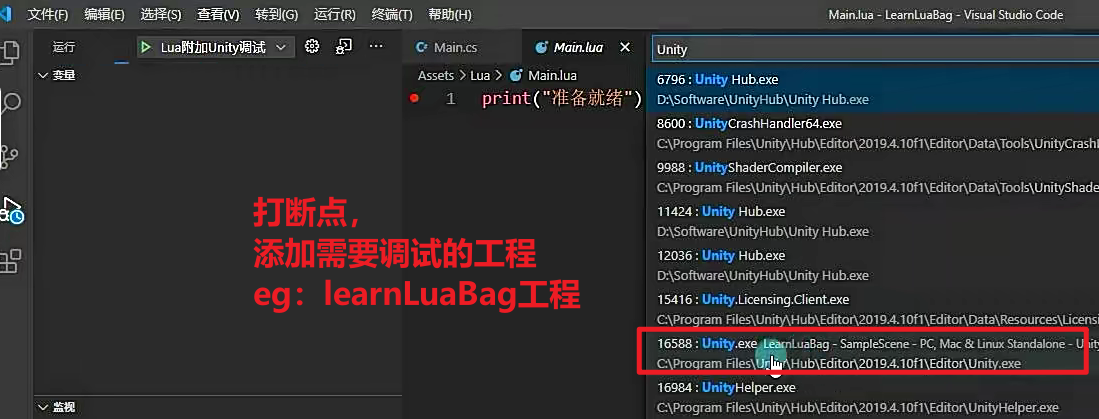 文件(F) 编辑(E) 选择(S) 查看(V) 转到(G) 运行(R) 终端(T) 帮助(H) Main.lua - LearnLuaBag - Visual Studio Code
运行 Lua附加Unity调试 ··· Main.cs Main.lua
Unity
变量
Assets > Lua > Main.lua
1 print("准备就绪")
6796 : Unity Hub.exe
D:\Software\UnityHub\Unity Hub.exe
8600 : UnityCrashHandler64.exe
C:\Program Files\Unity\Hub\Editor\2019.4.10f1\Editor\Data\Tools\UnityCrash
9988 : UnityShaderCompiler.exe
C:\Program Files\Unity\Hub\Editor\2019.4.10f1\Editor\Data\Tools\UnityShade
11424 : Unity Hub.exe
D:\Software\UnityHub\Unity Hub.exe
12036 : Unity Hub.exe
D:\Software\UnityHub\Unity Hub.exe
15416 : Unity.Licensing.Client.exe
C:\Program Files\Unity\Hub\Editor\2019.4.10f1\Editor\Data\Resources\Licensi
16588 : Unity.exe LearnLuaBag - SampleScene - PC, Mac & Linux Standalone - Unity
C:\Program Files\Unity\Hub\Editor\2019.4.10f1\Editor\Unity.exe
16984 : UnityHelper.exe
C:\Program Files\Unity\Hub\Editor\2019.4.10f1\Editor\UnityHelper.exe
打断点，
添加需要调试的工程
eg：learnLuaBag工程
监视